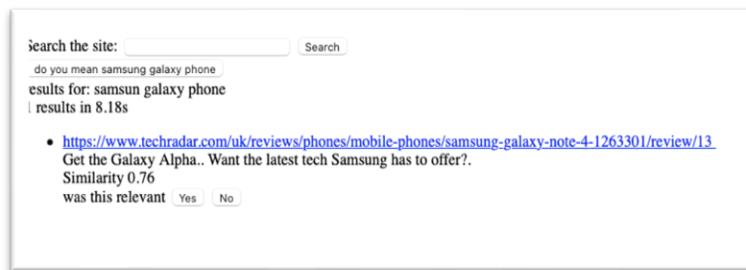 Search the site: Search
do you mean samsung galaxy phone
esults for: samsun galaxy phone
results in 8.18s
https://www.techradar.com/uk/reviews/phones/mobile-phones/samsung-galaxy-note-4-1263301/review/13
Get the Galaxy Alpha.. Want the latest tech Samsung has to offer?.
Similarity 0.76
was this relevant Yes No